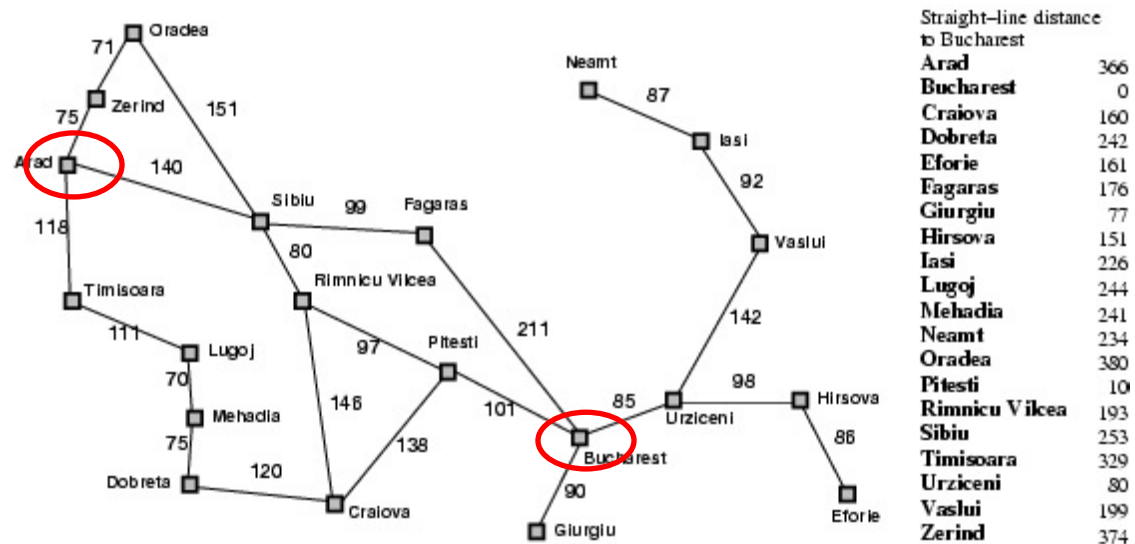 Oradea
71
Neamt
Zerind
87
75
151
Iasi
Arad
140
92
Sibiu
99
Fagaras
118
Vaslui
80
Timisoara
Rimnicu Vilcea
142
111
211
Lugoj
97
Pitesti
70
98
Hirsova
146
85
Mehadia
101
Urziceni
86
75
138
Bucharest
120
90
Dobreta
Craiova
Eforie
Giurgiu
Straight–line distance
to Bucharest
Arad 366
Bucharest 0
Craiova 160
Dobreta 242
Eforie 161
Fagaras 176
Giurgiu 77
Hirsova 151
Iasi 226
Lugoj 244
Mehadia 241
Neamt 234
Oradea 380
Pitesti 10
Rimnicu Vilcea 193
Sibiu 253
Timisoara 329
Urziceni 80
Vaslui 199
Zerind 374